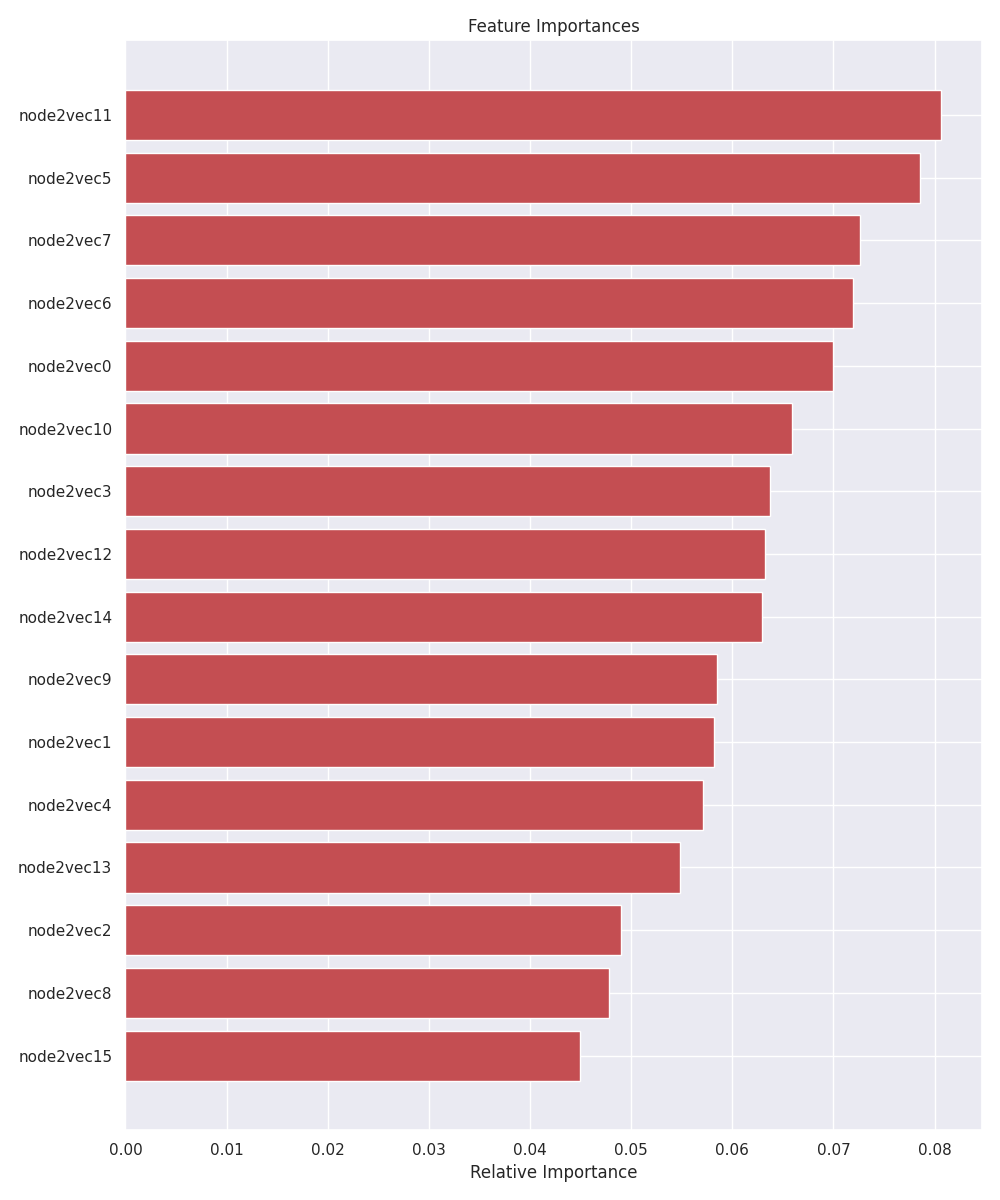 Feature Importances
node2vec11
node2vec5
node2vec7
node2vec6
node2vec0
node2vec10
node2vec3
node2vec12
node2vec14
node2vec9
node2vec1
node2vec4
node2vec13
node2vec2
node2vec8
node2vec15
0.00 0.01 0.02 0.03 0.04 0.05 0.06 0.07 0.08
Relative Importance